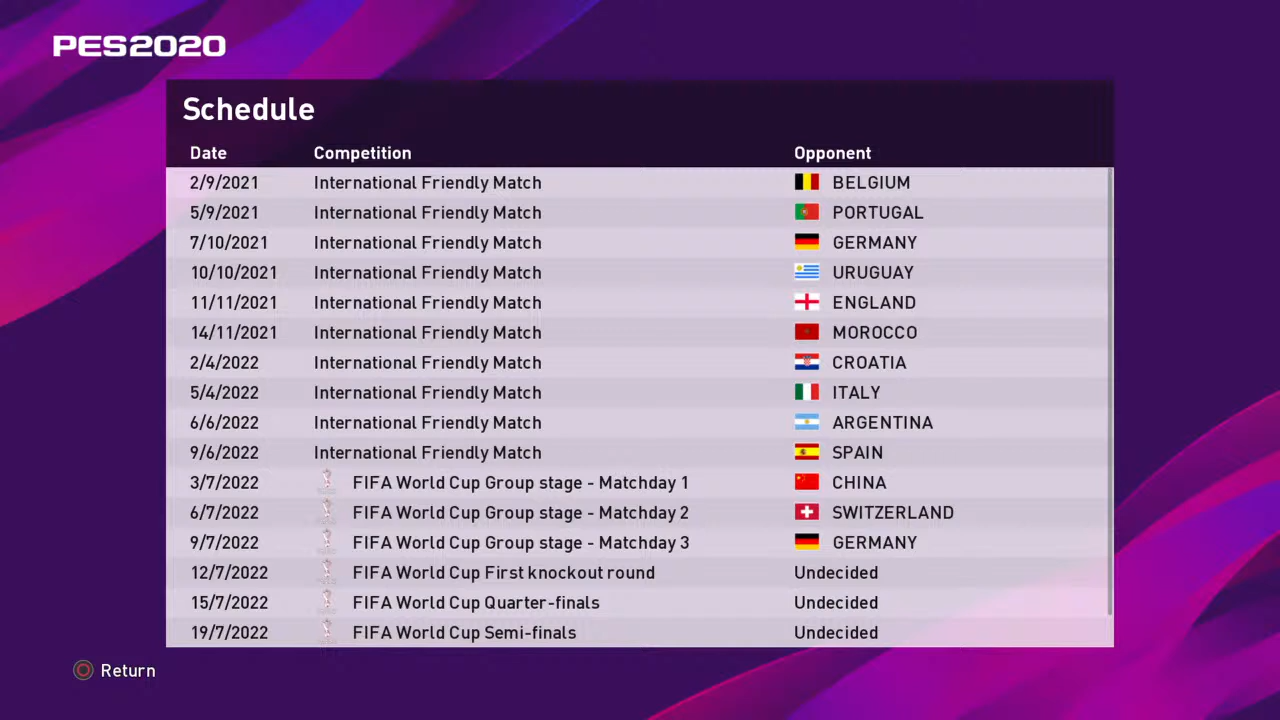 PES2020
Schedule
Date Competition Opponent
2/9/2021 International Friendly Match BELGIUM
5/9/2021 International Friendly Match PORTUGAL
7/10/2021 International Friendly Match GERMANY
10/10/2021 International Friendly Match URUGUAY
11/11/2021 International Friendly Match ENGLAND
14/11/2021 International Friendly Match MOROCCO
2/4/2022 International Friendly Match CROATIA
5/4/2022 International Friendly Match ITALY
6/6/2022 International Friendly Match ARGENTINA
9/6/2022 International Friendly Match SPAIN
3/7/2022 FIFA World Cup Group stage - Matchday 1 CHINA
6/7/2022 FIFA World Cup Group stage - Matchday 2 SWITZERLAND
9/7/2022 FIFA World Cup Group stage - Matchday 3 GERMANY
12/7/2022 FIFA World Cup First knockout round Undecided
15/7/2022 FIFA World Cup Quarter-finals Undecided
19/7/2022 FIFA World Cup Semi-finals Undecided
Return